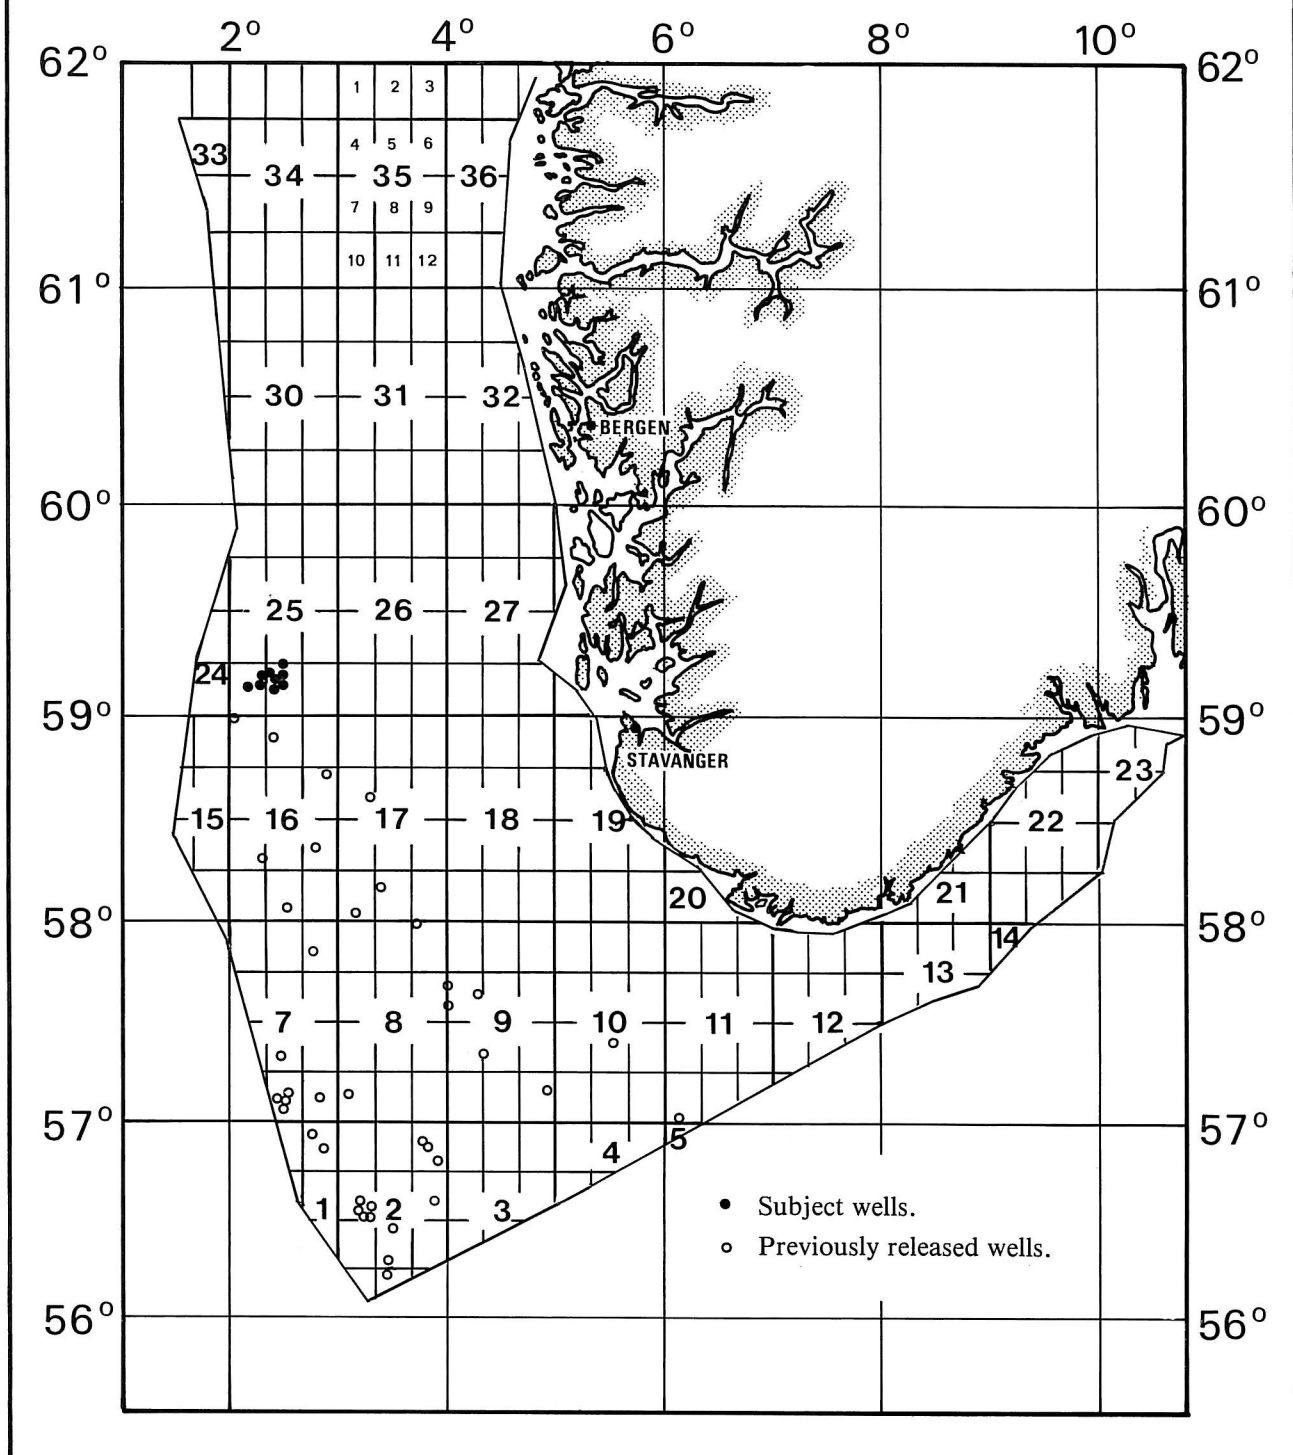 2° 4° 6° 8° 10°
62° 62°
1 2 3
4 5 6
33 34 35 36
7 8 9
10 11 12
61° 61°
30 31 32
BERGEN
60° 60°
25 26 27
24
59° 59°
STAVANGER
23
15 16 17 18 19 22
20 21
58° 58°
14
13
7 8 9 10 11 12
57° 57°
5
4
1 2 3
● Subject wells.
○ Previously released wells.
56° 56°